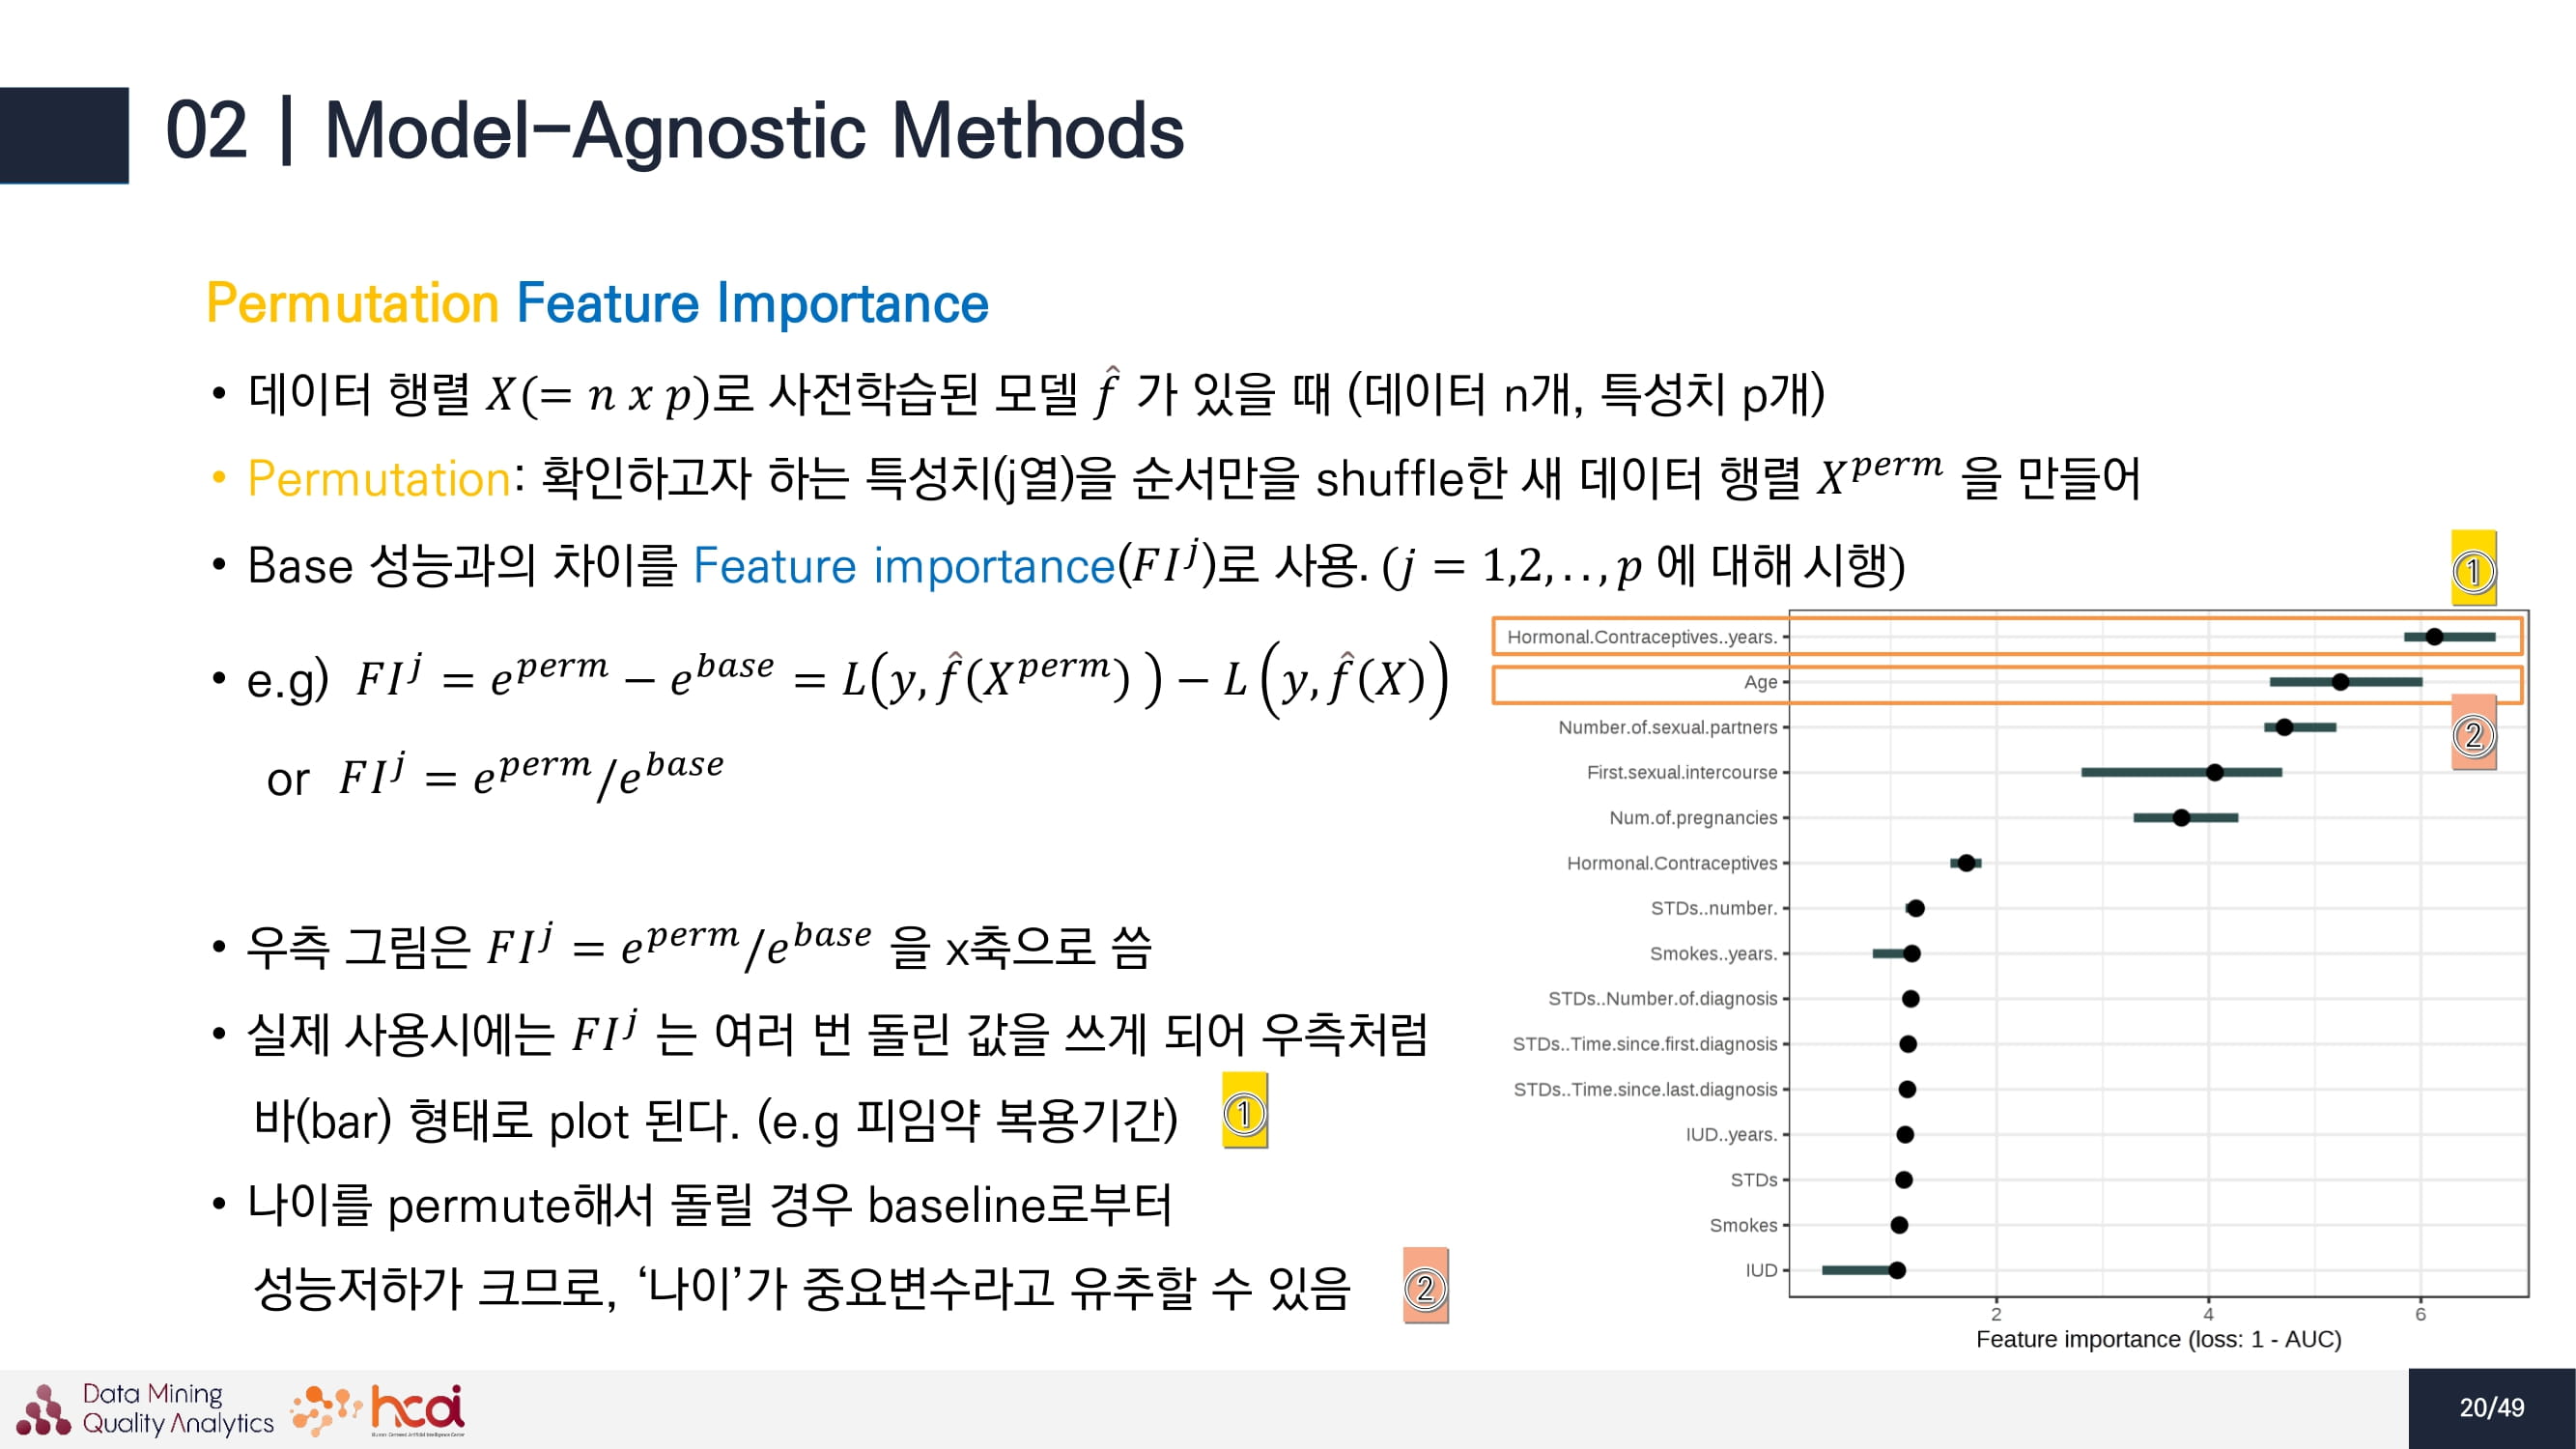 02 | Model-Agnostic Methods
Permutation Feature Importance
• 데이터 행렬 X(= n x p)로 사전학습된 모델 f̂ 가 있을 때 (데이터 n개, 특성치 p개)
• Permutation: 확인하고자 하는 특성치(j열)을 순서만을 shuffle한 새 데이터 행렬 X^perm 을 만들어
• Base 성능과의 차이를 Feature importance(FI^j)로 사용. (j = 1,2,..,p 에 대해 시행)
• e.g) FI^j = e^perm − e^base = L(y, f̂(X^perm) ) − L(y, f̂(X))
or FI^j = e^perm/e^base
• 우측 그림은 FI^j = e^perm/e^base 을 x축으로 씀
• 실제 사용시에는 FI^j 는 여러 번 돌린 값을 쓰게 되어 우측처럼
바(bar) 형태로 plot 된다. (e.g 피임약 복용기간) ①
• 나이를 permute해서 돌릴 경우 baseline로부터
성능저하가 크므로, ‘나이’가 중요변수라고 유추할 수 있음 ②
①
Hormonal.Contraceptives..years.
Age
②
Number.of.sexual.partners
First.sexual.intercourse
Num.of.pregnancies
Hormonal.Contraceptives
STDs..number.
Smokes..years.
STDs..Number.of.diagnosis
STDs..Time.since.first.diagnosis
STDs..Time.since.last.diagnosis
IUD..years.
STDs
Smokes
IUD
2 4 6
Feature importance (loss: 1 - AUC)
Data Mining
Quality Analytics
hcai
20/49